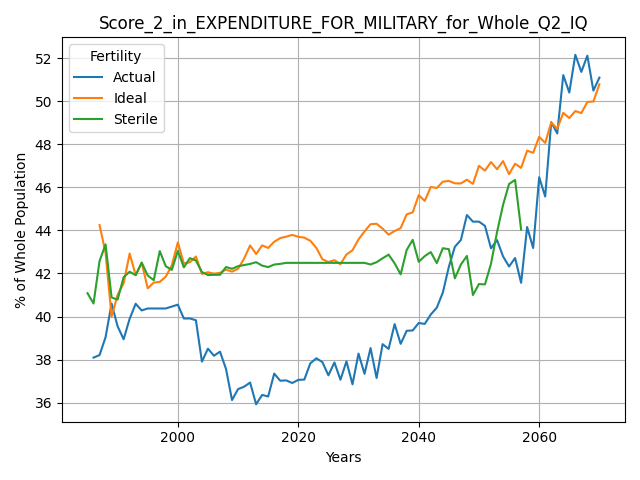 Score_2_in_EXPENDITURE_FOR_MILITARY_for_Whole_Q2_IQ
Fertility
Actual
Ideal
Sterile
% of Whole Population
52
50
48
46
44
42
40
38
36
2000
2020
2040
2060
Years